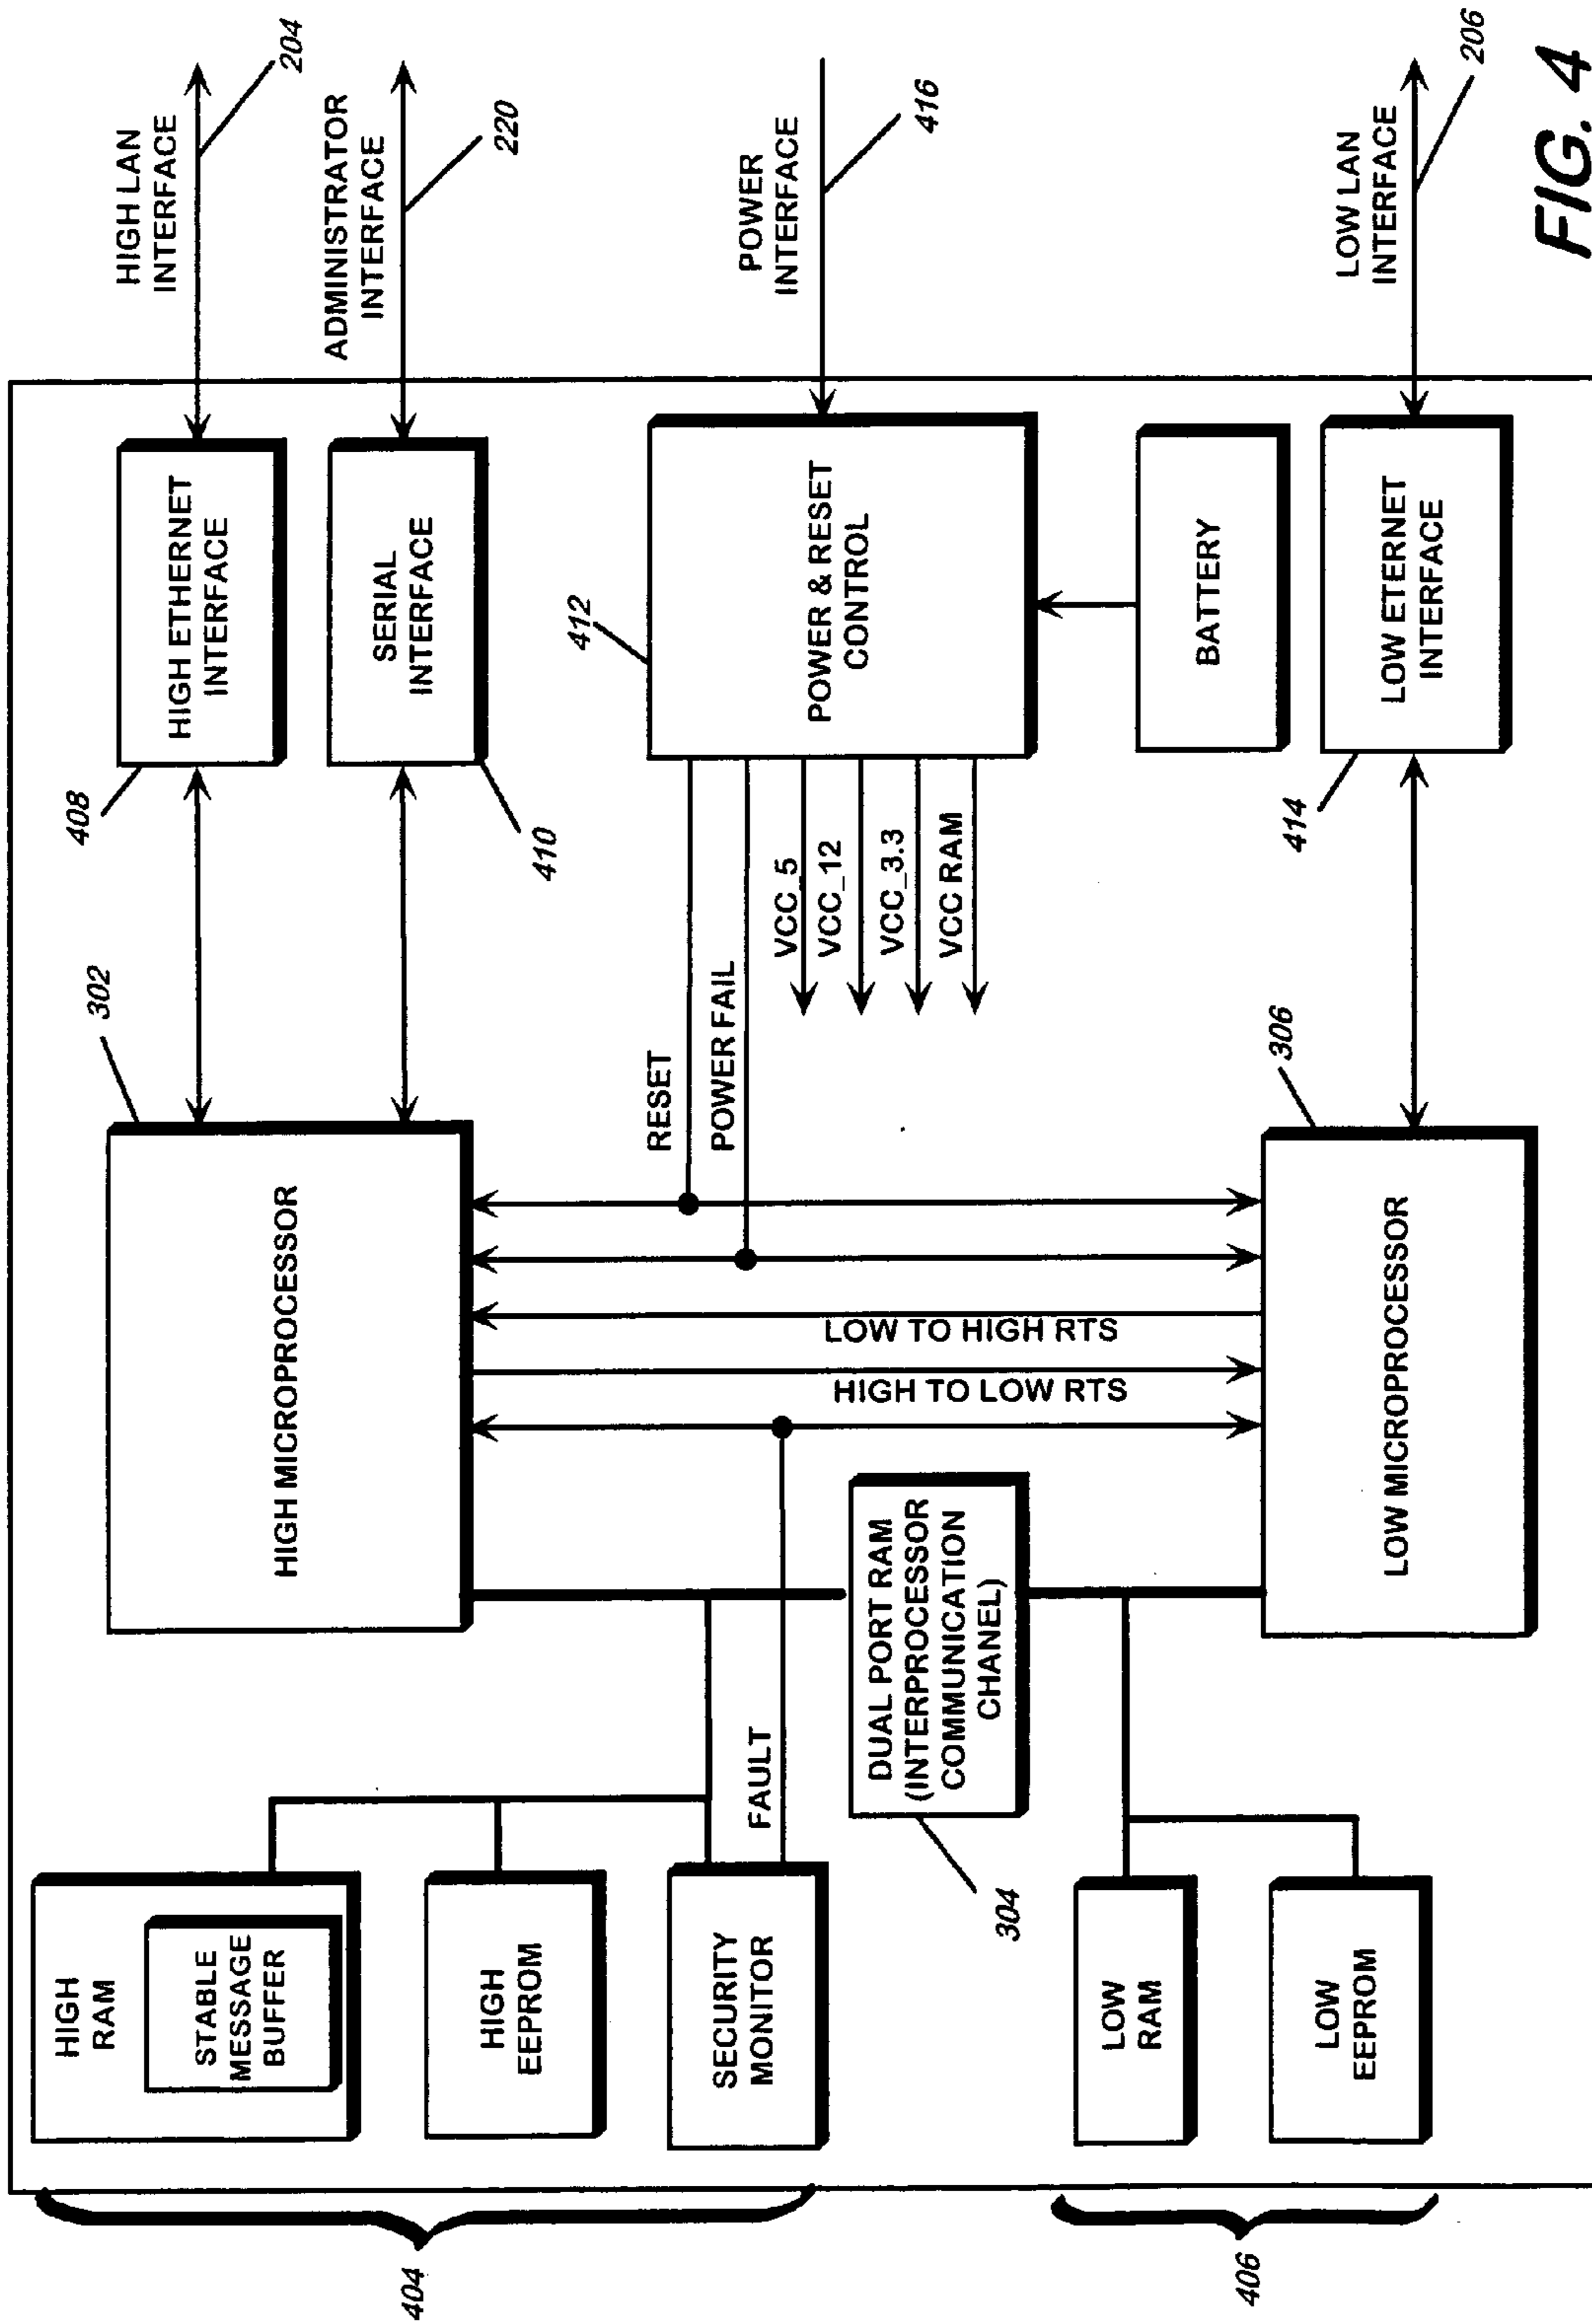 HIGH LAN
INTERFACE
204
ADMINISTRATOR
INTERFACE
220
POWER
INTERFACE
416
LOW LAN
INTERFACE
206
FIG. 4
HIGH ETHERNET
INTERFACE
408
SERIAL
INTERFACE
410
412
POWER & RESET
CONTROL
BATTERY
LOW ETERNET
INTERFACE
414
RESET
POWER FAIL
VCC_5
VCC_12
VCC_3.3
VCC RAM
302
HIGH MICROPROCESSOR
306
LOW MICROPROCESSOR
LOW TO HIGH RTS
HIGH TO LOW RTS
FAULT
DUAL PORT RAM
(INTERPROCESSOR
COMMUNICATION
CHANEL)
304
HIGH
RAM
STABLE
MESSAGE
BUFFER
HIGH
EEPROM
SECURITY
MONITOR
LOW
RAM
LOW
EEPROM
404
406